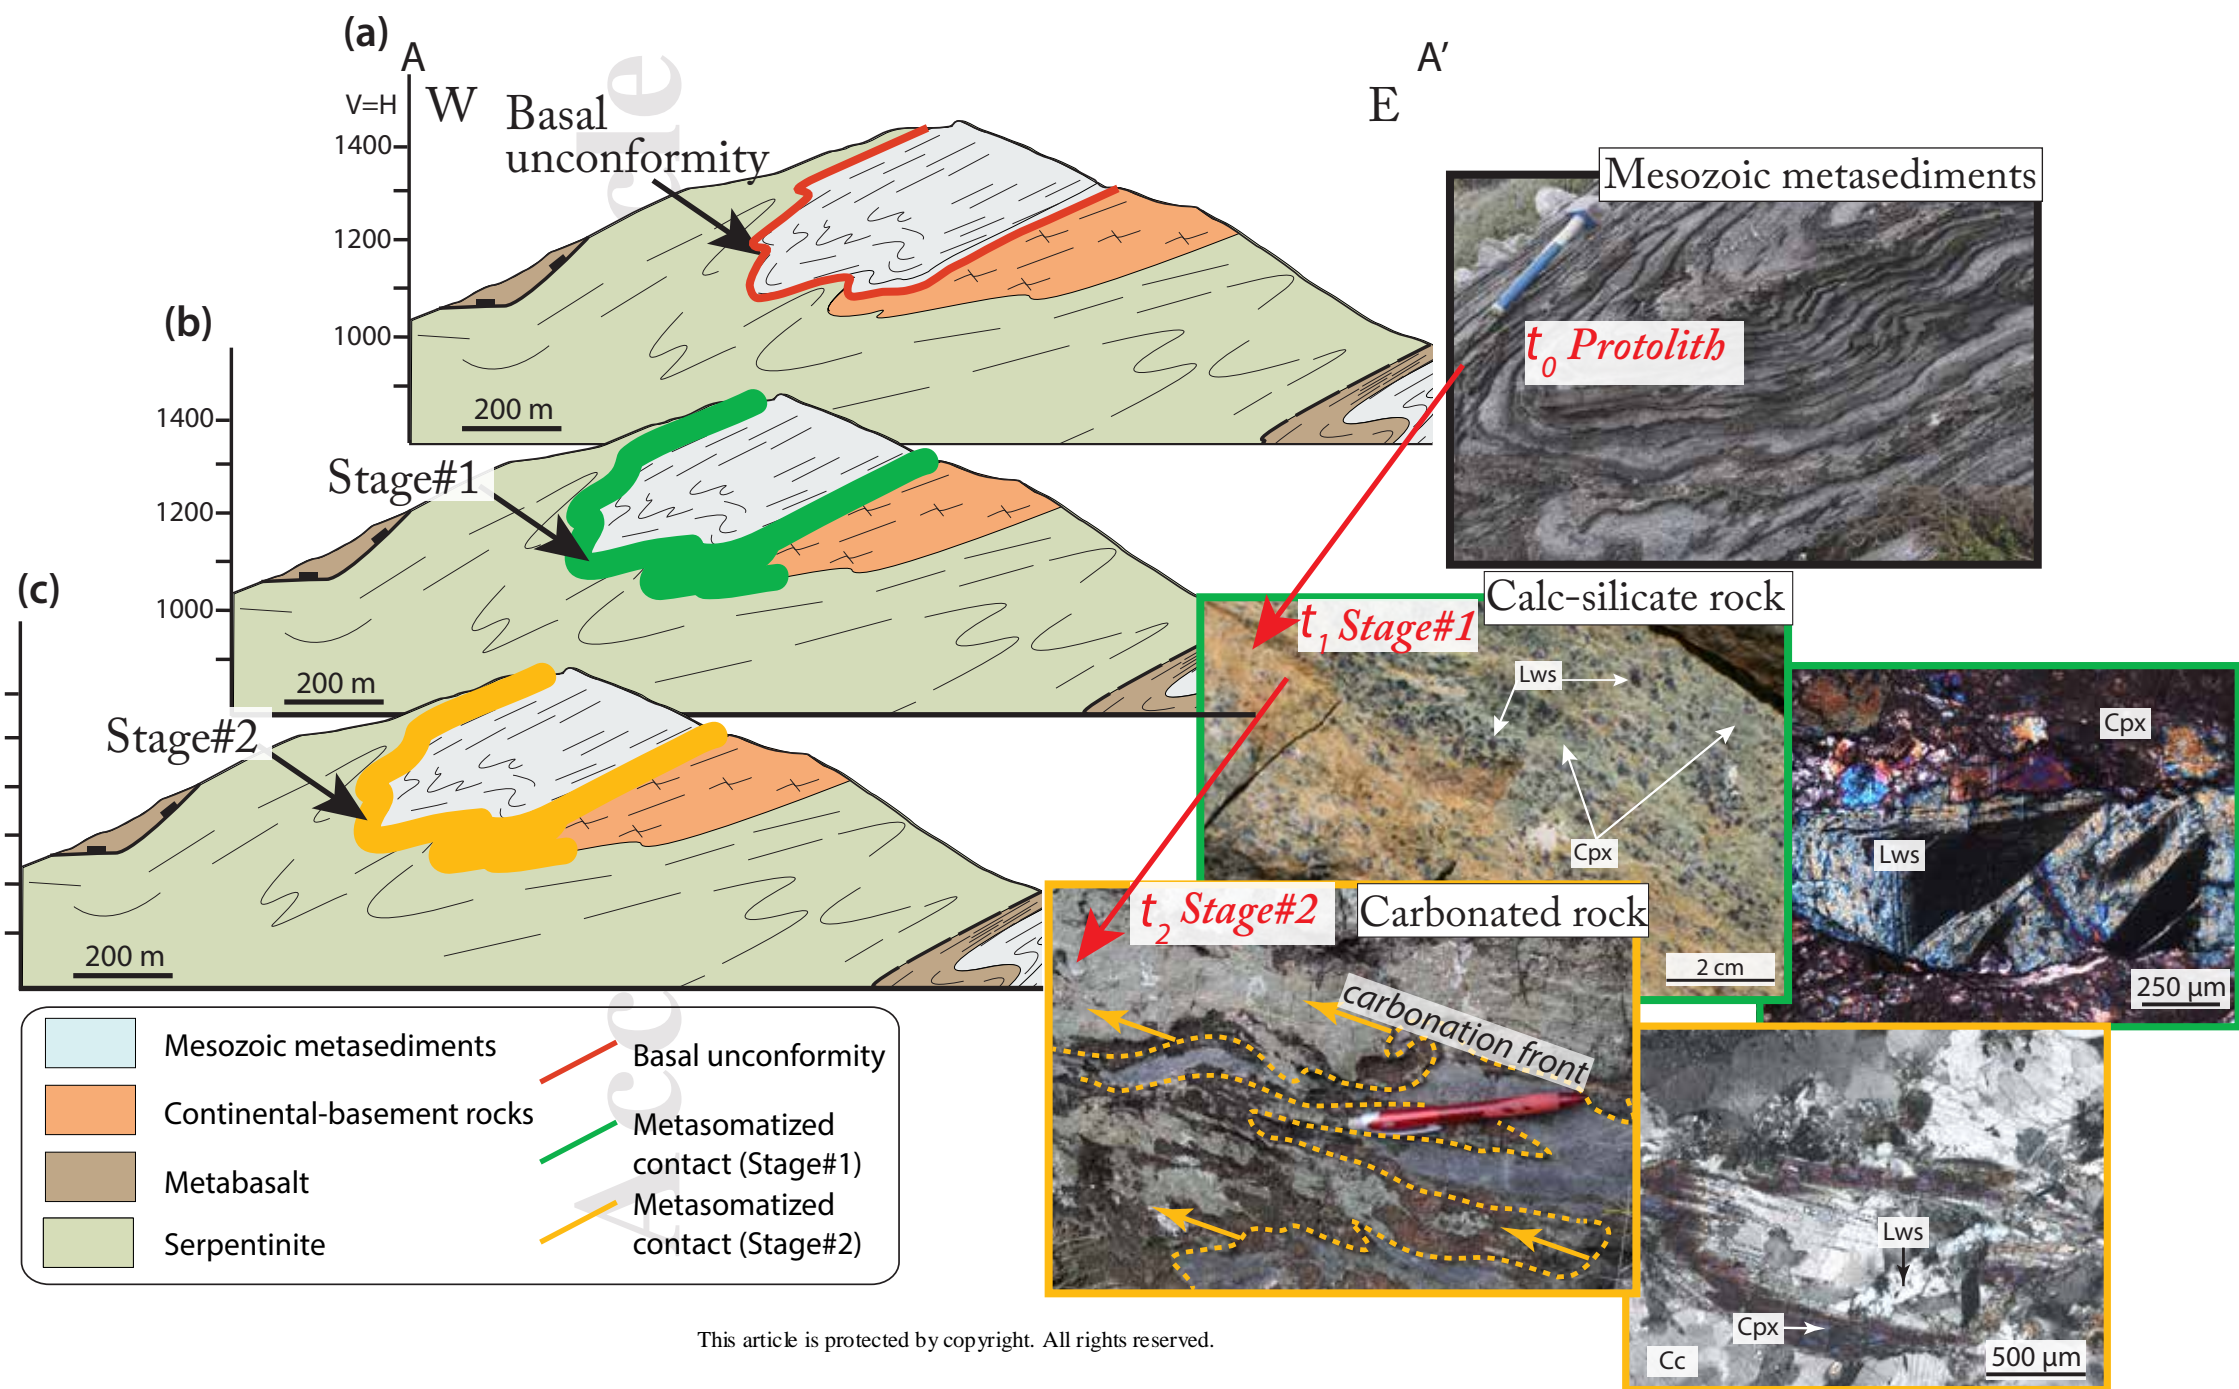 (a)
A
A′
V=H
W
E
Basal
unconformity
1400
1200
1000
200 m
Mesozoic metasediments
t0 Protolith
(b)
1400
1200
1000
Stage#1
200 m
Calc-silicate rock
t1 Stage#1
Lws
Cpx
2 cm
Cpx
Lws
250 µm
(c)
Stage#2
200 m
t2 Stage#2
Carbonated rock
carbonation front
Lws
Cpx
Cc
500 µm
Mesozoic metasediments
Continental-basement rocks
Metabasalt
Serpentinite
Basal unconformity
Metasomatized
contact (Stage#1)
Metasomatized
contact (Stage#2)
This article is protected by copyright. All rights reserved.